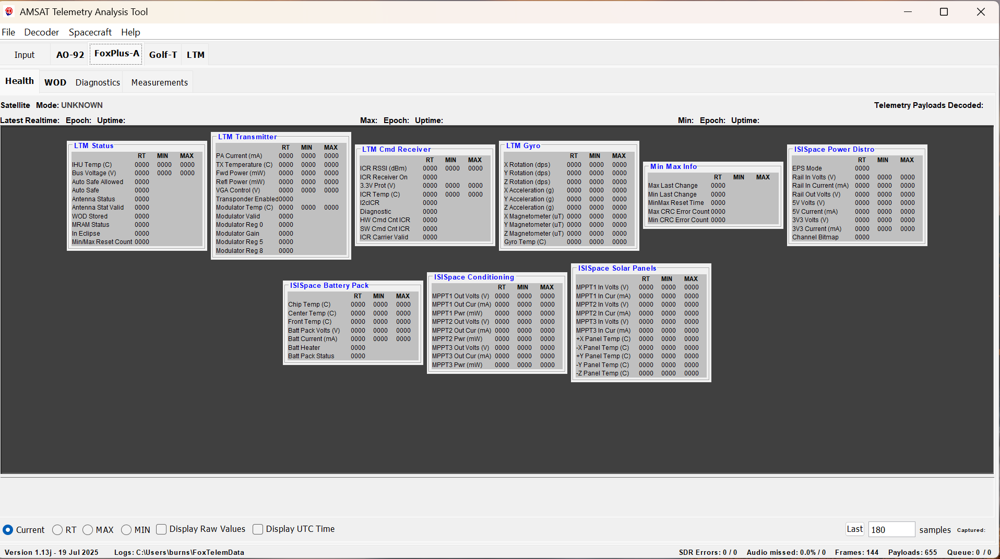 AMSAT Telemetry Analysis Tool
File Decoder Spacecraft Help
Input AO-92 FoxPlus-A Golf-T LTM
Health WOD Diagnostics Measurements
Satellite Mode: UNKNOWN Telemetry Payloads Decoded:
Latest Realtime: Epoch: Uptime: Max: Epoch: Uptime: Min: Epoch: Uptime:
LTM Status
RT MIN MAX
IHU Temp (C) 0000 0000 0000
Bus Voltage (V) 0000 0000 0000
Auto Safe Allowed 0000
Auto Safe 0000
Antenna Status 0000
Antenna Stat Valid 0000
WOD Stored 0000
MRAM Status 0000
In Eclipse 0000
Min/Max Reset Count 0000
LTM Transmitter
RT MIN MAX
PA Current (mA) 0000 0000 0000
TX Temperature (C) 0000 0000 0000
Fwd Power (mW) 0000 0000 0000
Refl Power (mW) 0000 0000 0000
VGA Control (V) 0000 0000 0000
Transponder Enabled 0000
Modulator Temp (C) 0000 0000 0000
Modulator Valid 0000
Modulator Reg 0 0000
Modulator Gain 0000
Modulator Reg 5 0000
Modulator Reg 8 0000
LTM Cmd Receiver
RT MIN MAX
ICR RSSI (dBm) 0000 0000 0000
ICR Receiver On 0000
3.3V Prot (V) 0000 0000 0000
ICR Temp (C) 0000 0000 0000
I2cICR 0000
Diagnostic 0000
HW Cmd Cnt ICR 0000
SW Cmd Cnt ICR 0000
ICR Carrier Valid 0000
LTM Gyro
RT MIN MAX
X Rotation (dps) 0000 0000 0000
Y Rotation (dps) 0000 0000 0000
Z Rotation (dps) 0000 0000 0000
X Acceleration (g) 0000 0000 0000
Y Acceleration (g) 0000 0000 0000
Z Acceleration (g) 0000 0000 0000
X Magnetometer (uT) 0000 0000 0000
Y Magnetometer (uT) 0000 0000 0000
Z Magnetometer (uT) 0000 0000 0000
Gyro Temp (C) 0000 0000 0000
Min Max Info
RT MIN MAX
Max Last Change 0000
Min Last Change 0000
MinMax Reset Time 0000
Max CRC Error Count 0000
Min CRC Error Count 0000
ISISpace Power Distro
RT MIN MAX
EPS Mode 0000
Rail In Volts (V) 0000 0000 0000
Rail In Current (mA) 0000 0000 0000
Rail Out Volts (V) 0000 0000 0000
5V Volts (V) 0000 0000 0000
5V Current (mA) 0000 0000 0000
3V3 Volts (V) 0000 0000 0000
3V3 Current (mA) 0000 0000 0000
Channel Bitmap 0000
ISISpace Battery Pack
RT MIN MAX
Chip Temp (C) 0000 0000 0000
Center Temp (C) 0000 0000 0000
Front Temp (C) 0000 0000 0000
Batt Pack Volts (V) 0000 0000 0000
Batt Current (mA) 0000 0000 0000
Batt Heater 0000
Batt Pack Status 0000
ISISpace Conditioning
RT MIN MAX
MPPT1 Out Volts (V) 0000 0000 0000
MPPT1 Out Cur (mA) 0000 0000 0000
MPPT1 Pwr (mW) 0000 0000 0000
MPPT2 Out Volts (V) 0000 0000 0000
MPPT2 Out Cur (mA) 0000 0000 0000
MPPT2 Pwr (mW) 0000 0000 0000
MPPT3 Out Volts (V) 0000 0000 0000
MPPT3 Out Cur (mA) 0000 0000 0000
MPPT3 Pwr (mW) 0000 0000 0000
ISISpace Solar Panels
RT MIN MAX
MPPT1 In Volts (V) 0000 0000 0000
MPPT1 In Cur (mA) 0000 0000 0000
MPPT2 In Volts (V) 0000 0000 0000
MPPT2 In Cur (mA) 0000 0000 0000
MPPT3 In Volts (V) 0000 0000 0000
MPPT3 In Cur (mA) 0000 0000 0000
+X Panel Temp (C) 0000 0000 0000
-X Panel Temp (C) 0000 0000 0000
+Y Panel Temp (C) 0000 0000 0000
-Y Panel Temp (C) 0000 0000 0000
-Z Panel Temp (C) 0000 0000 0000
Current RT MAX MIN Display Raw Values Display UTC Time Last 180 samples Captured:
Version 1.13j - 19 Jul 2025 Logs: C:\Users\burns\FoxTelemData SDR Errors: 0 / 0 Audio missed: 0.0% / 0 Frames: 144 Payloads: 655 Queue: 0 / 0